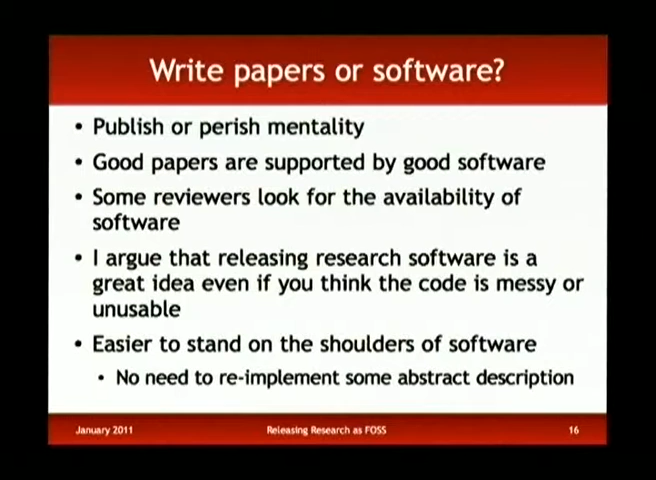 Write papers or software?
• Publish or perish mentality
• Good papers are supported by good software
• Some reviewers look for the availability of
software
• I argue that releasing research software is a
great idea even if you think the code is messy or
unusable
• Easier to stand on the shoulders of software
• No need to re-implement some abstract description
January 2011 Releasing Research as FOSS 16